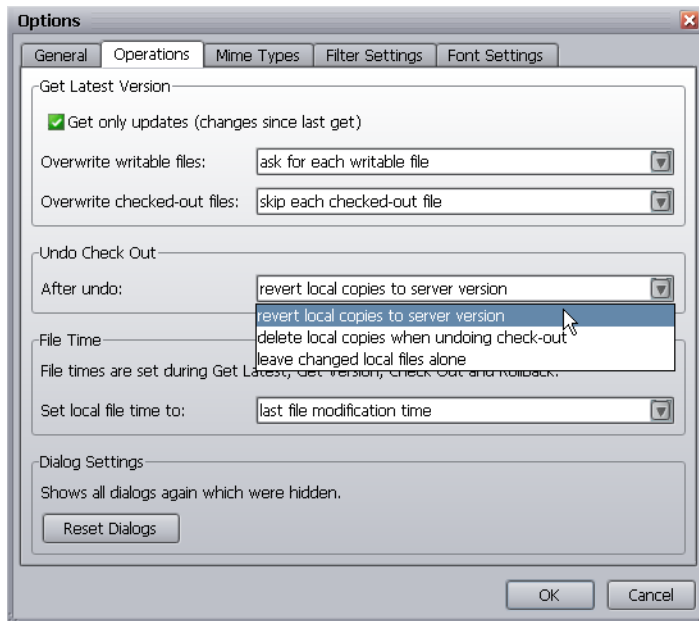 Options
General Operations Mime Types Filter Settings Font Settings
Get Latest Version
Get only updates (changes since last get)
Overwrite writable files: ask for each writable file
Overwrite checked-out files: skip each checked-out file
Undo Check Out
After undo: revert local copies to server version
revert local copies to server version
delete local copies when undoing check-out
leave changed local files alone
File Time
File times are set during Get Latest, Get Version, Check Out and Rollback.
Set local file time to: last file modification time
Dialog Settings
Shows all dialogs again which were hidden.
Reset Dialogs
OK Cancel